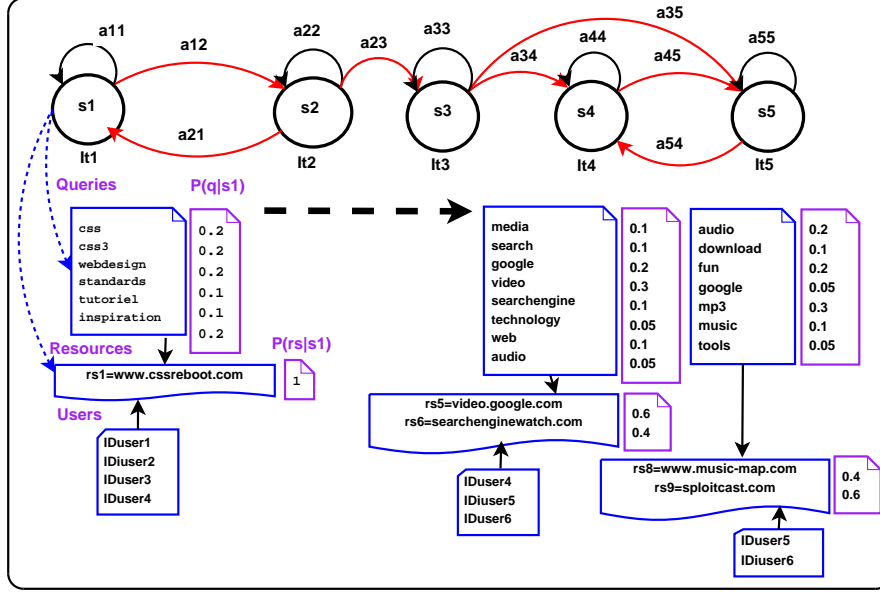 a11
a12
a22
a23
a33
a34
a35
a44
a45
a55
s1
s2
s3
s4
s5
a21
a54
It1
It2
It3
It4
It5
Queries
P(q|s1)
css
css3
webdesign
standards
tutoriel
inspiration
0.2
0.2
0.2
0.1
0.1
0.2
media
search
google
video
searchengine
technology
web
audio
0.1
0.1
0.2
0.3
0.1
0.05
0.1
0.05
audio
download
fun
google
mp3
music
tools
0.2
0.1
0.2
0.05
0.3
0.1
0.05
Resources
P(rs|s1)
rs1=www.cssreboot.com
1
rs5=video.google.com
rs6=searchenginewatch.com
0.6
0.4
rs8=www.music-map.com
rs9=sploitcast.com
0.4
0.6
Users
IDuser1
IDiuser2
IDuser3
IDuser4
IDuser4
IDiuser5
IDuser6
IDuser5
IDiuser6